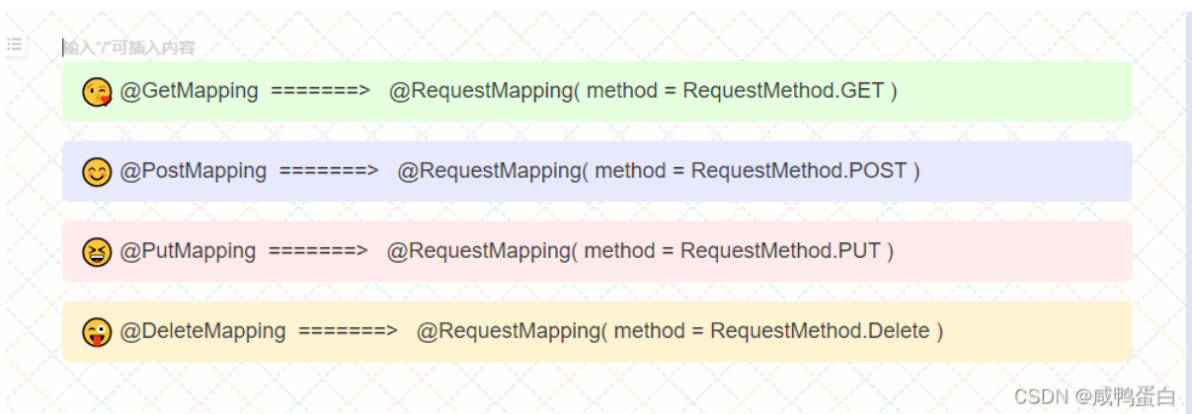 输入“/”可插入内容
@GetMapping =======> @RequestMapping( method = RequestMethod.GET )
@PostMapping =======> @RequestMapping( method = RequestMethod.POST )
@PutMapping =======> @RequestMapping( method = RequestMethod.PUT )
@DeleteMapping =======> @RequestMapping( method = RequestMethod.Delete )
CSDN @咸鸭蛋白